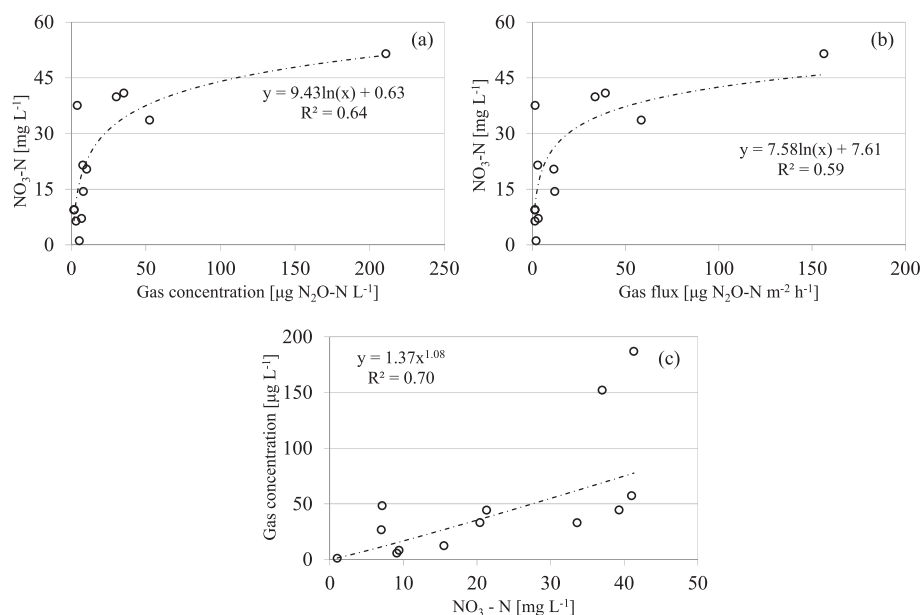 60
45
30
15
0
NO₃-N [mg L⁻¹]
(a)
y = 9.43ln(x) + 0.63
R² = 0.64
0 50 100 150 200 250
Gas concentration [μg N₂O-N L⁻¹]
60
45
30
15
0
NO₃-N [mg L⁻¹]
(b)
y = 7.58ln(x) + 7.61
R² = 0.59
0 50 100 150 200
Gas flux [μg N₂O-N m⁻² h⁻¹]
200
150
100
50
0
Gas concentration [μg L⁻¹]
y = 1.37x¹·⁰⁸
R² = 0.70
(c)
0 10 20 30 40 50
NO₃ - N [mg L⁻¹]